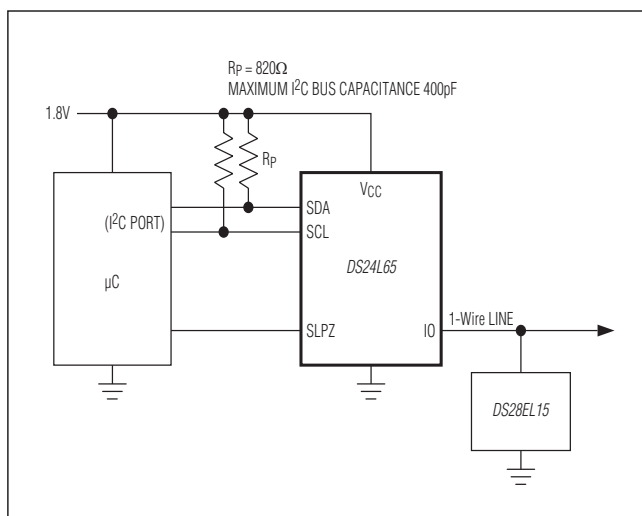 RP = 820Ω
MAXIMUM I²C BUS CAPACITANCE 400pF
1.8V
RP
VCC
(I²C PORT)
SDA
SCL
DS24L65
µC
SLPZ
IO
1-Wire LINE
DS28EL15